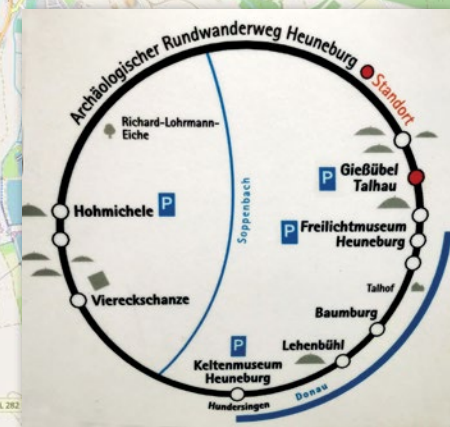 Archäologischer Rundwanderweg Heuneburg
Standort
Richard-Lohrmann-
Eiche
P
Gießübel
Talhau
Hohmichele P
Soppenbach
P Freilichtmuseum
Heuneburg
Talhof
Viereckschanze
Baumburg
P
Lehenbühl
Keltenmuseum
Heuneburg
Donau
Hundersingen
L 282